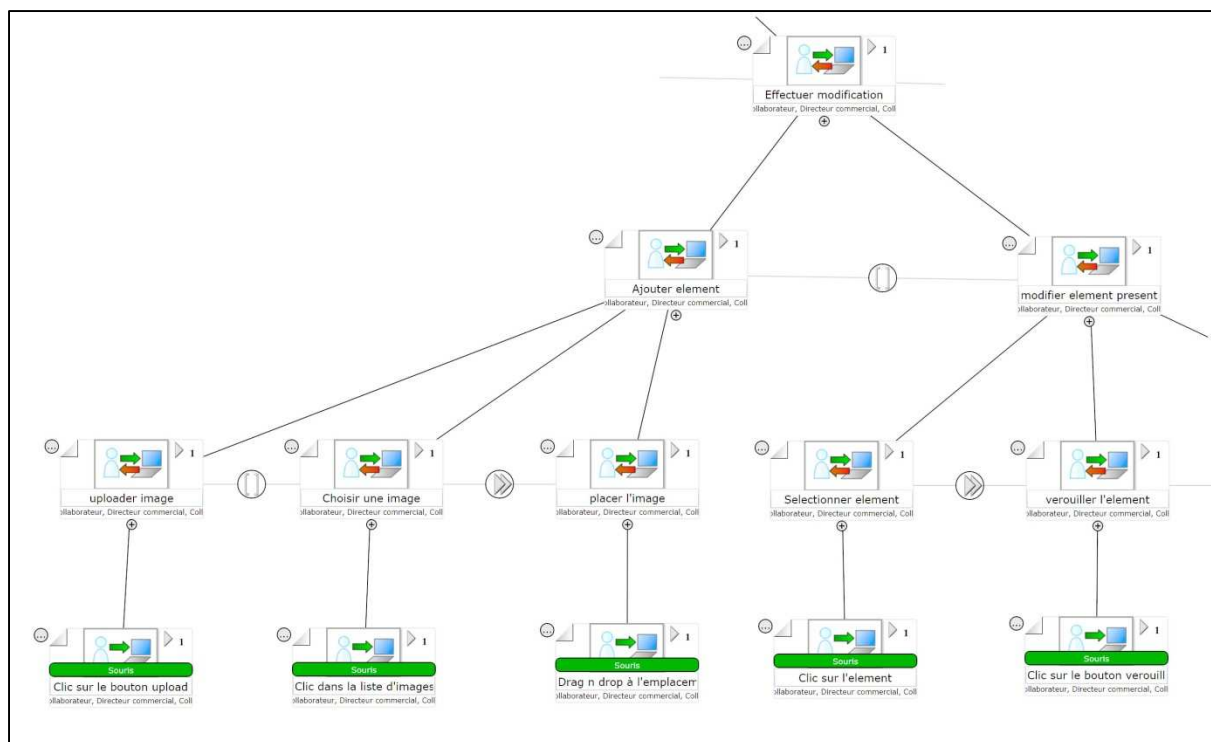 1
Effectuer modification
ollaborateur, Directeur commercial, Coll
1
1
Ajouter element
ollaborateur, Directeur commercial, Coll
modifier element present
ollaborateur, Directeur commercial, Coll
1
1
1
1
1
uploader image
Choisir une image
placer l'image
Selectionner element
verouiller l'element
ollaborateur, Directeur commercial, Coll
ollaborateur, Directeur commercial, Coll
ollaborateur, Directeur commercial, Coll
ollaborateur, Directeur commercial, Coll
ollaborateur, Directeur commercial, Coll
1
1
1
1
1
Souris
Souris
Souris
Souris
Souris
Clic sur le bouton upload
Clic dans la liste d'images
Drag n drop à l'emplacem
Clic sur l'element
Clic sur le bouton verouill
ollaborateur, Directeur commercial, Coll
ollaborateur, Directeur commercial, Coll
ollaborateur, Directeur commercial, Coll
ollaborateur, Directeur commercial, Coll
ollaborateur, Directeur commercial, Coll